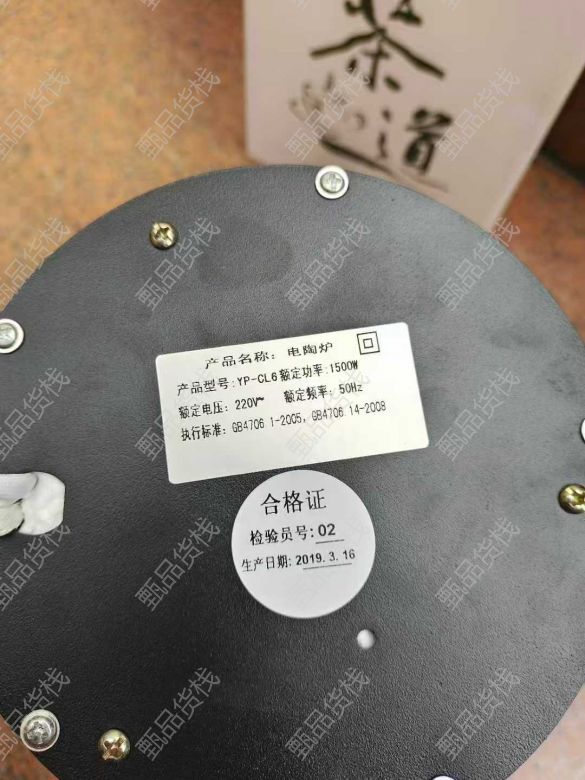 茶
道
产品名称：电陶炉
产品型号：YP-CL6 额定功率：1500W
额定电压：220V~ 额定频率：50Hz
执行标准：GB4706.1-2005, GB4706.14-2008
合格证
检验员号：02
生产日期：2019.3.16
甄品货栈